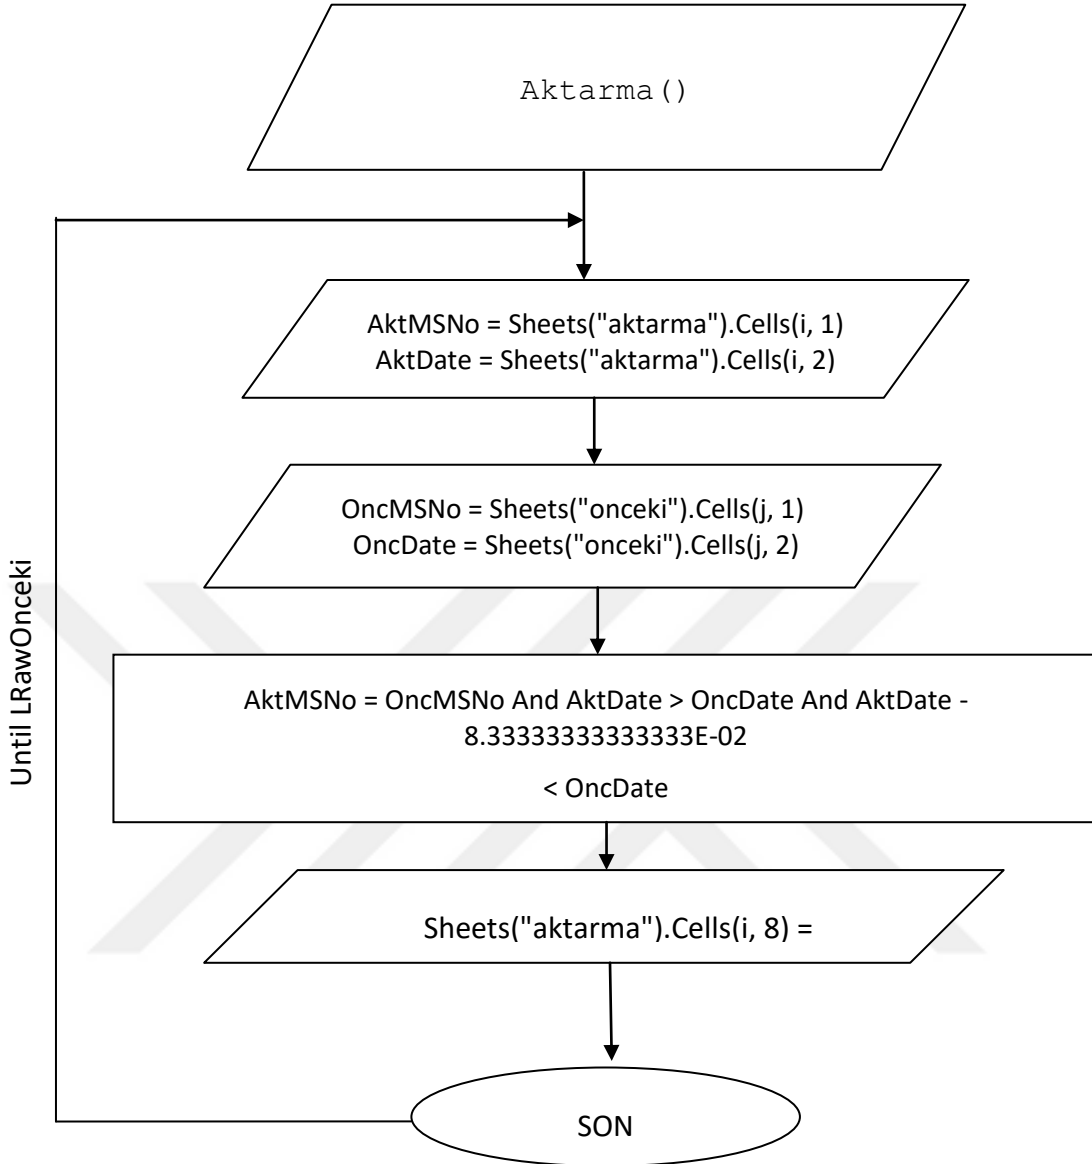 Aktarma()
AktMSNo = Sheets("aktarma").Cells(i, 1)
AktDate = Sheets("aktarma").Cells(i, 2)
OncMSNo = Sheets("onceki").Cells(j, 1)
OncDate = Sheets("onceki").Cells(j, 2)
Until LRawOnceki
AktMSNo = OncMSNo And AktDate > OncDate And AktDate -
8.33333333333333E-02
< OncDate
Sheets("aktarma").Cells(i, 8) =
SON